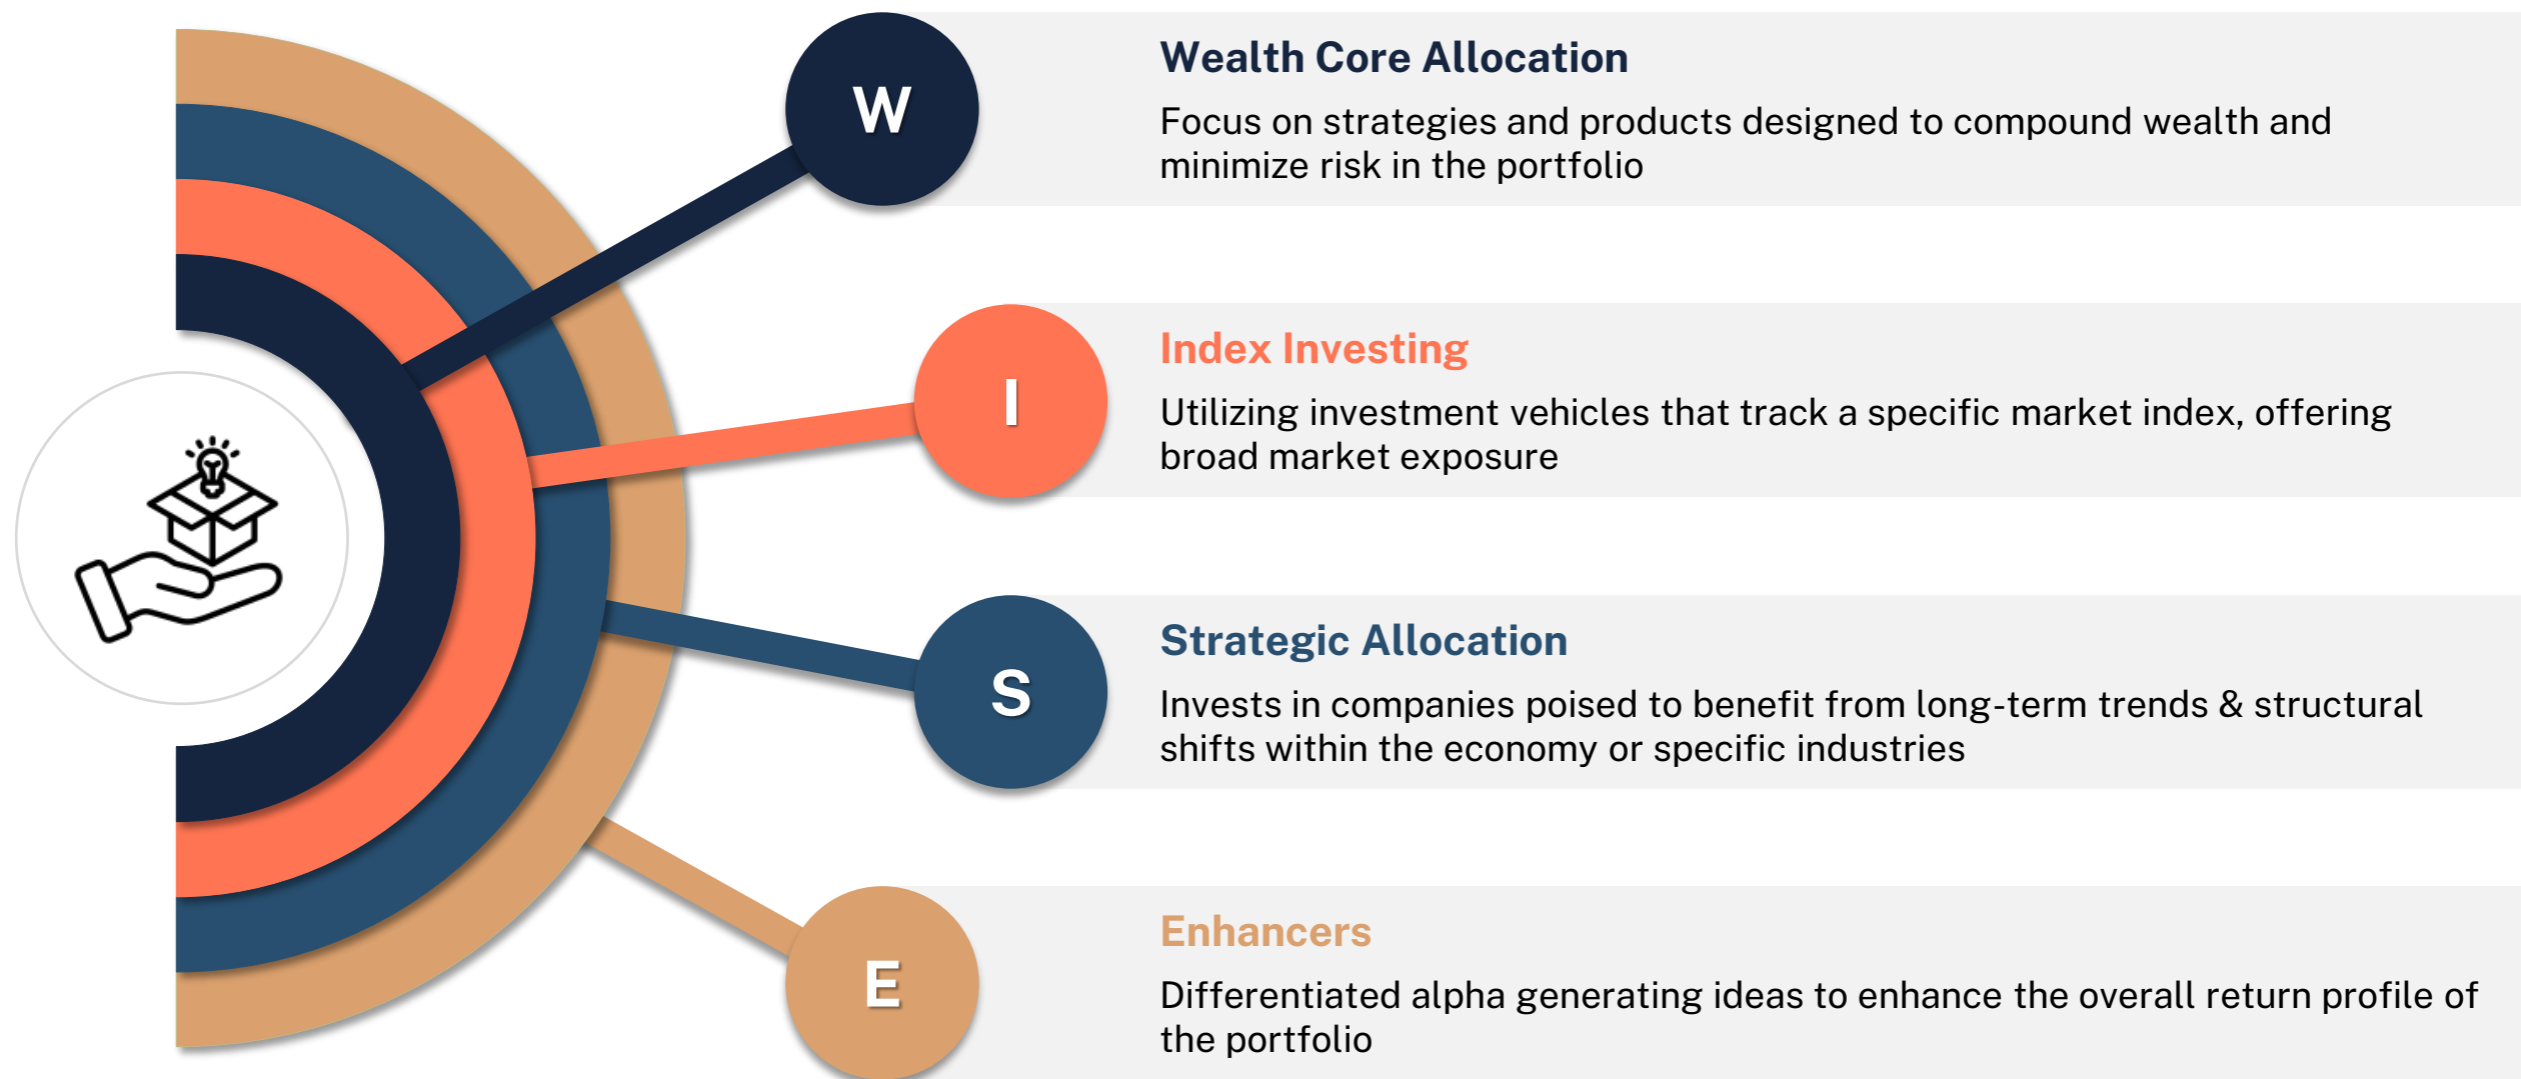 W
Wealth Core Allocation
Focus on strategies and products designed to compound wealth and
minimize risk in the portfolio
I
Index Investing
Utilizing investment vehicles that track a specific market index, offering
broad market exposure
S
Strategic Allocation
Invests in companies poised to benefit from long-term trends & structural
shifts within the economy or specific industries
E
Enhancers
Differentiated alpha generating ideas to enhance the overall return profile of
the portfolio